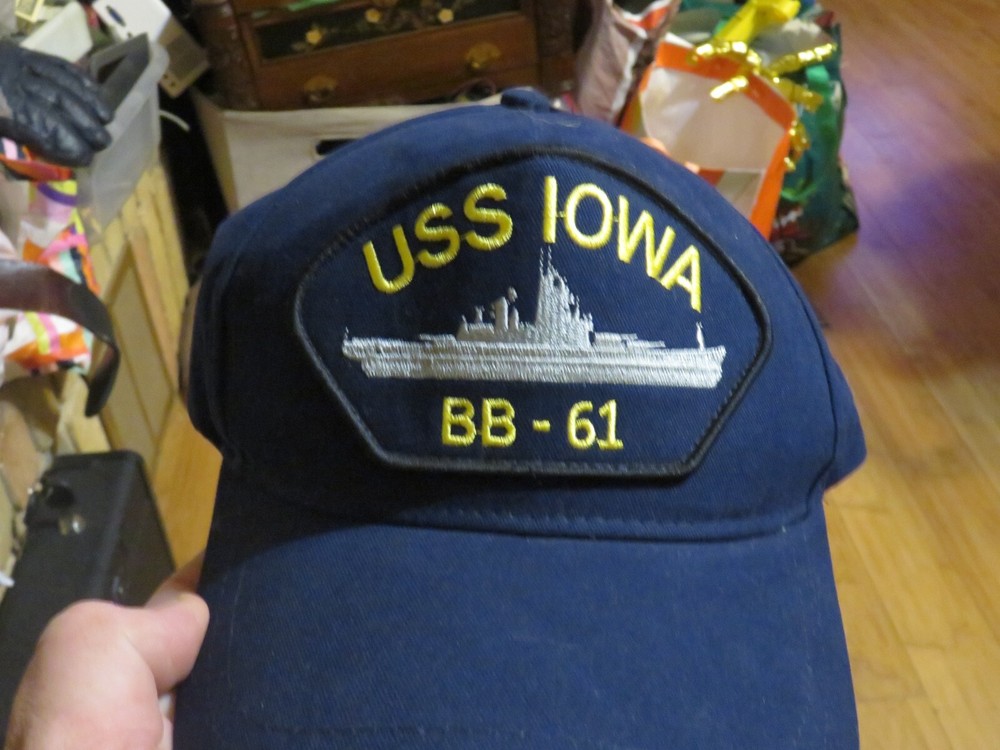 USS IOWA
BB - 61